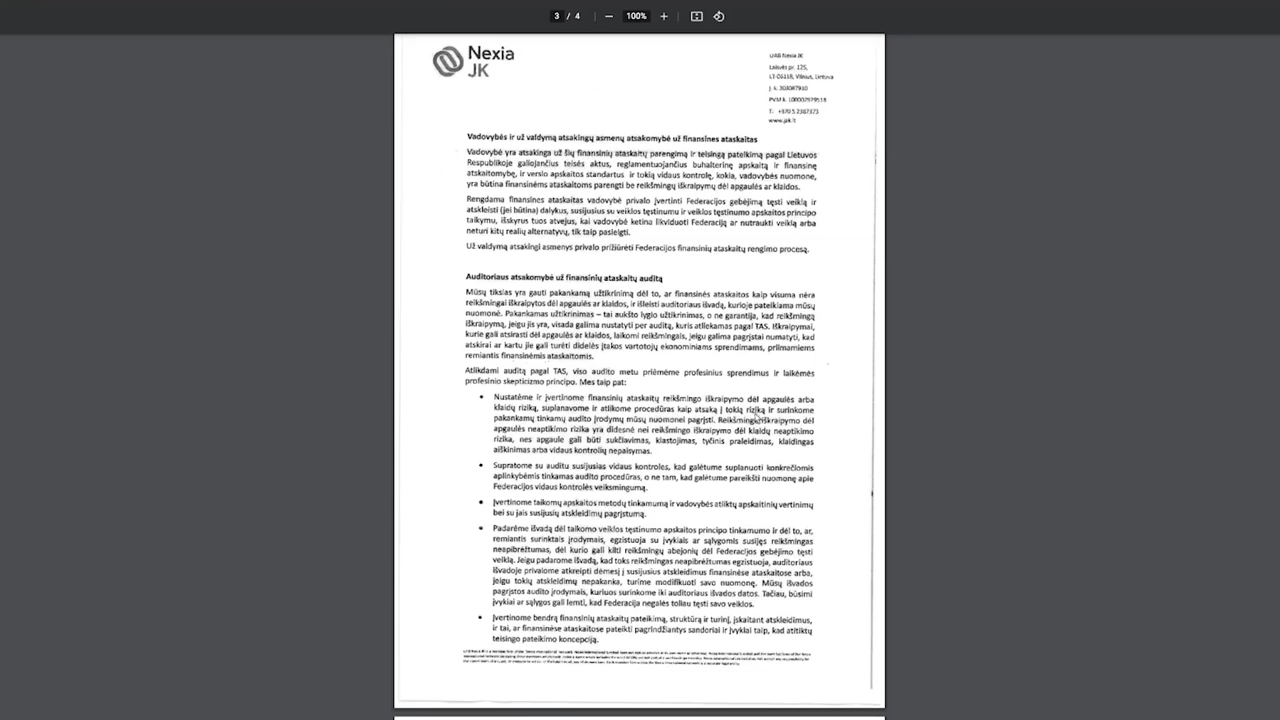 3 / 4
100%
Nexia
JK
UAB Nexia JK
Laisvės pr. 125,
LT-06118, Vilnius, Lietuva
Į. k. 303047910
T.: +370 5 2367373
www.jpk.lt
Vadovybės ir už valdymą atsakingų asmenų atsakomybė už finansines ataskaitas
Vadovybė yra atsakinga už šių finansinių ataskaitų parengimą ir teisingą pateikimą pagal Lietuvos
Respublikoje galiojančius teisės aktus, reglamentuojančius buhalterinę apskaitą ir finansinę
atskaitomybę, ir verslo apskaitos standartus ir tokią vidaus kontrolę, kokia, vadovybės nuomone,
yra būtina finansinėms ataskaitoms parengti be reikšmingų iškraipymų dėl apgaulės ar klaidos.
Rengdama finansines ataskaitas vadovybė privalo įvertinti Federacijos gebėjimą tęsti veiklą ir
atskleisti (jei būtina) dalykus, susijusius su veiklos tęstinumu ir veiklos tęstinumo apskaitos principo
taikymu, išskyrus tuos atvejus, kai vadovybė ketina likviduoti Federaciją ar nutraukti veiklą arba
neturi kitų realių alternatyvų, tik taip pasielgti.
Už valdymą atsakingi asmenys privalo prižiūrėti Federacijos finansinių ataskaitų rengimo procesą.
Auditoriaus atsakomybė už finansinių ataskaitų auditą
Mūsų tikslas yra gauti pakankamą užtikrinimą dėl to, ar finansinės ataskaitos kaip visuma nėra
reikšmingai iškraipytos dėl apgaulės ar klaidos, ir išleisti auditoriaus išvadą, kurioje pateikiama mūsų
nuomonė. Pakankamas užtikrinimas – tai aukšto lygio užtikrinimas, o ne garantija, kad reikšmingą
iškraipymą, jeigu jis yra, visada galima nustatyti per auditą, kuris atliekamas pagal TAS. Iškraipymai,
kurie gali atsirasti dėl apgaulės ar klaidos, laikomi reikšmingais, jeigu galima pagrįstai numatyti, kad
atskirai ar kartu jie gali turėti didelės įtakos vartotojų ekonominiams sprendimams, priimamiems
remiantis finansinėmis ataskaitomis.
Atlikdami auditą pagal TAS, viso audito metu priėmėme profesinius sprendimus ir laikėmės
profesinio skepticizmo principo. Mes taip pat:
• Nustatėme ir įvertinome finansinių ataskaitų reikšmingo iškraipymo dėl apgaulės arba
klaidų riziką, suplanavome ir atlikome procedūras kaip atsaką į tokią riziką ir surinkome
pakankamų tinkamų audito įrodymų mūsų nuomonei pagrįsti. Reikšmingo iškraipymo dėl
apgaulės neaptikimo rizika yra didesnė nei reikšmingo iškraipymo dėl klaidų neaptikimo
rizika, nes apgaulė gali būti sukčiavimas, klastojimas, tyčinis praleidimas, klaidingas
aiškinimas arba vidaus kontrolių nepaisymas.
• Supratome su auditu susijusias vidaus kontroles, kad galėtume suplanuoti konkrečiomis
aplinkybėmis tinkamas audito procedūras, o ne tam, kad galėtume pareikšti nuomonę apie
Federacijos vidaus kontrolės veiksmingumą.
• Įvertinome taikomų apskaitos metodų tinkamumą ir vadovybės atliktų apskaitinių vertinimų
bei su jais susijusių atskleidimų pagrįstumą.
• Padarėme išvadą dėl taikomo veiklos tęstinumo apskaitos principo tinkamumo ir dėl to, ar,
remiantis surinktais įrodymais, egzistuoja su įvykiais ar sąlygomis susijęs reikšmingas
neapibrėžtumas, dėl kurio gali kilti reikšmingų abejonių dėl Federacijos gebėjimo tęsti
veiklą. Jeigu padarome išvadą, kad toks reikšmingas neapibrėžtumas egzistuoja, auditoriaus
išvadoje privalome atkreipti dėmesį į susijusius atskleidimus finansinėse ataskaitose arba,
jeigu tokių atskleidimų nepakanka, turime modifikuoti savo nuomonę. Mūsų išvados
pagrįstos audito įrodymais, kuriuos surinkome iki auditoriaus išvados datos. Tačiau, būsimi
įvykiai ar sąlygos gali lemti, kad Federacija negalės toliau tęsti savo veiklos.
• Įvertinome bendrą finansinių ataskaitų pateikimą, struktūrą ir turinį, įskaitant atskleidimus,
ir tai, ar finansinėse ataskaitose pateikti pagrindžiantys sandoriai ir įvykiai taip, kad atitiktų
teisingo pateikimo koncepciją.